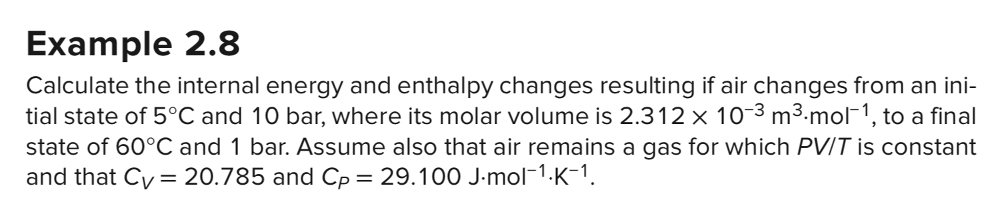 Example 2.8
Calculate the internal energy and enthalpy changes resulting if air changes from an ini-
tial state of 5°C and 10 bar, where its molar volume is 2.312 × 10⁻³ m³·mol⁻¹, to a final
state of 60°C and 1 bar. Assume also that air remains a gas for which PV/T is constant
and that C_V = 20.785 and C_P = 29.100 J·mol⁻¹·K⁻¹.